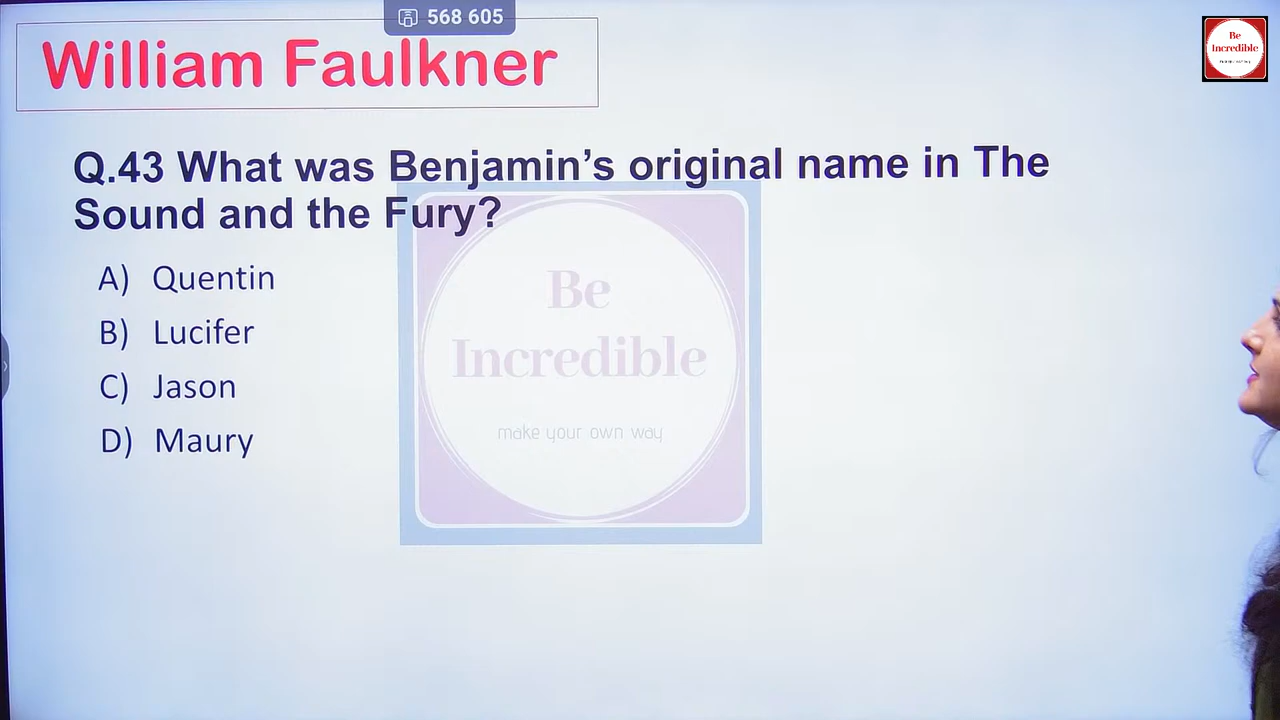 568 605
William Faulkner
Be
Incredible
Q.43 What was Benjamin’s original name in The
Sound and the Fury?
A) Quentin
B) Lucifer
C) Jason
D) Maury
Be
Incredible
make your own way